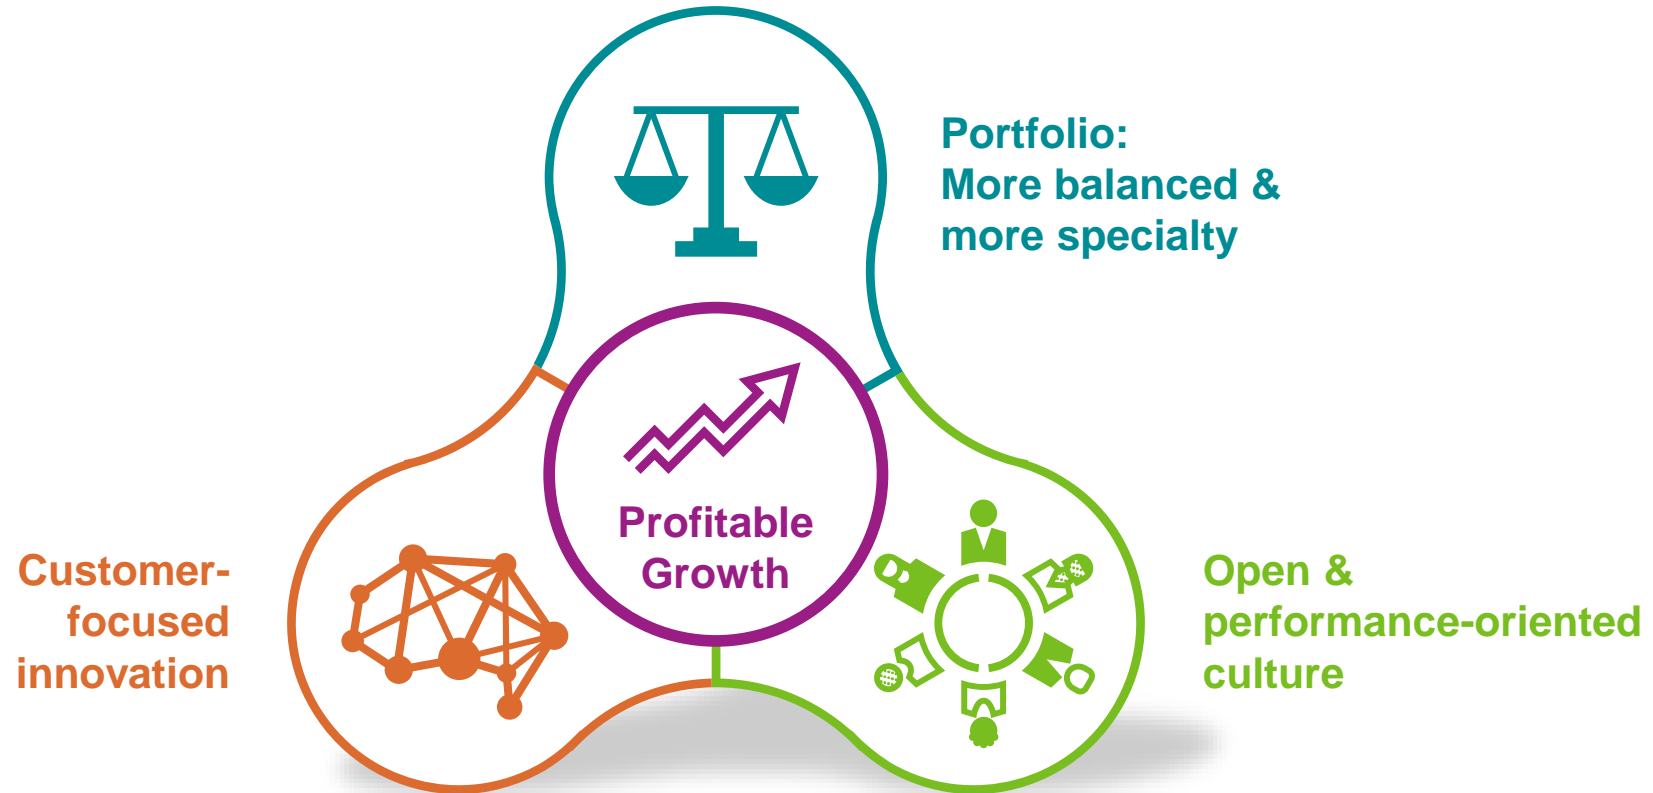 Portfolio:
More balanced &
more specialty
Profitable
Growth
Customer-
focused
innovation
Open &
performance-oriented
culture